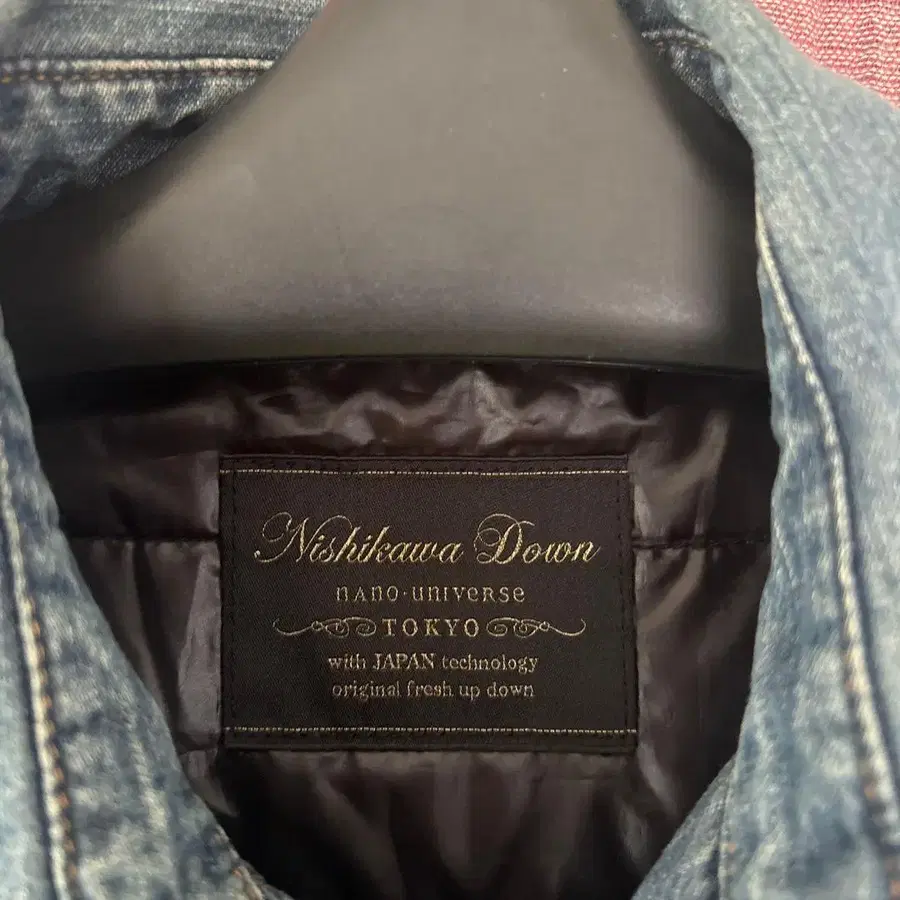 Nishikawa Down
nano·universe
TOKYO
with JAPAN technology
original fresh up down